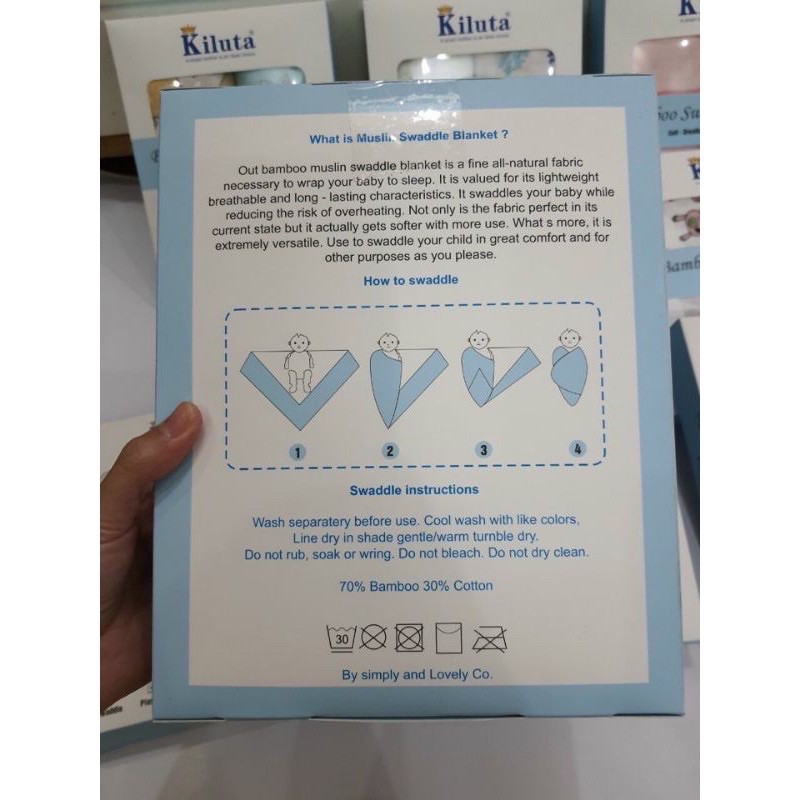 Kiluta
Kiluta
K
What is Muslin Swaddle Blanket ?
Out bamboo muslin swaddle blanket is a fine all-natural fabric
necessary to wrap your baby to sleep. It is valued for its lightweight
breathable and long - lasting characteristics. It swaddles your baby while
reducing the risk of overheating. Not only is the fabric perfect in its
current state but it actually gets softer with more use. What s more, it is
extremely versatile. Use to swaddle your child in great comfort and for
other purposes as you please.
How to swaddle
1 2 3 4
Swaddle instructions
Wash separatery before use. Cool wash with like colors,
Line dry in shade gentle/warm turnble dry.
Do not rub, soak or wring. Do not bleach. Do not dry clean.
70% Bamboo 30% Cotton
30
By simply and Lovely Co.